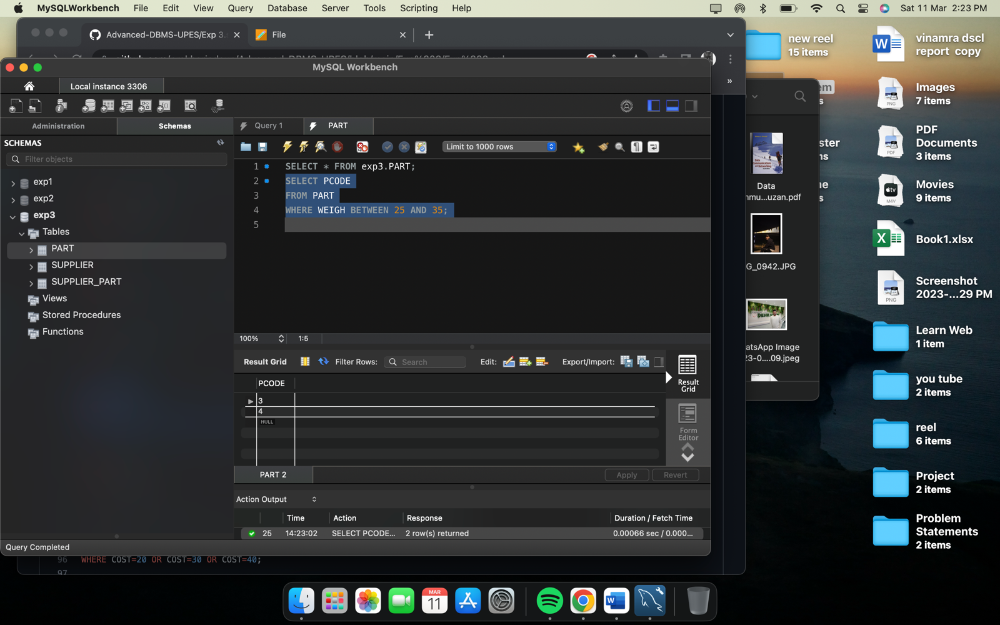 MySQLWorkbench File Edit View Query Database Server Tools Scripting Help Sat 11 Mar 2:23 PM
Advanced-DBMS-UPES/Exp 3. File
MySQL Workbench
Local instance 3306
Administration Schemas
SCHEMAS
Filter objects
exp1
exp2
exp3
Tables
PART
SUPPLIER
SUPPLIER_PART
Views
Stored Procedures
Functions
Query 1 PART
Limit to 1000 rows
1 SELECT * FROM exp3.PART;
2 SELECT PCODE
3 FROM PART
4 WHERE WEIGH BETWEEN 25 AND 35;
5
100% 1:5
Result Grid Filter Rows: Search Edit: Export/Import:
PCODE
3
4
NULL
Result
Grid
Form
Editor
PART 2 Apply Revert
Action Output
Time Action Response Duration / Fetch Time
25 14:23:02 SELECT PCODE... 2 row(s) returned 0.00066 sec / 0.000...
Query Completed
96 WHERE COST=20 OR COST=30 OR COST=40;
97
new reel
15 items
em
s
ster
ns
ne
s
Data
mmu...uzan.pdf
G_0942.JPG
DEHRA
atsApp Image
23-0....09.jpeg
W
vinamra dscl
report copy
PNG
Images
7 items
PDF
PDF
Documents
3 items
tv
M4V
Movies
9 items
X
Book1.xlsx
PNG
Screenshot
2023-...29 PM
Learn Web
1 item
you tube
2 items
reel
6 items
Project
2 items
Problem
Statements
2 items
MAR
11
W